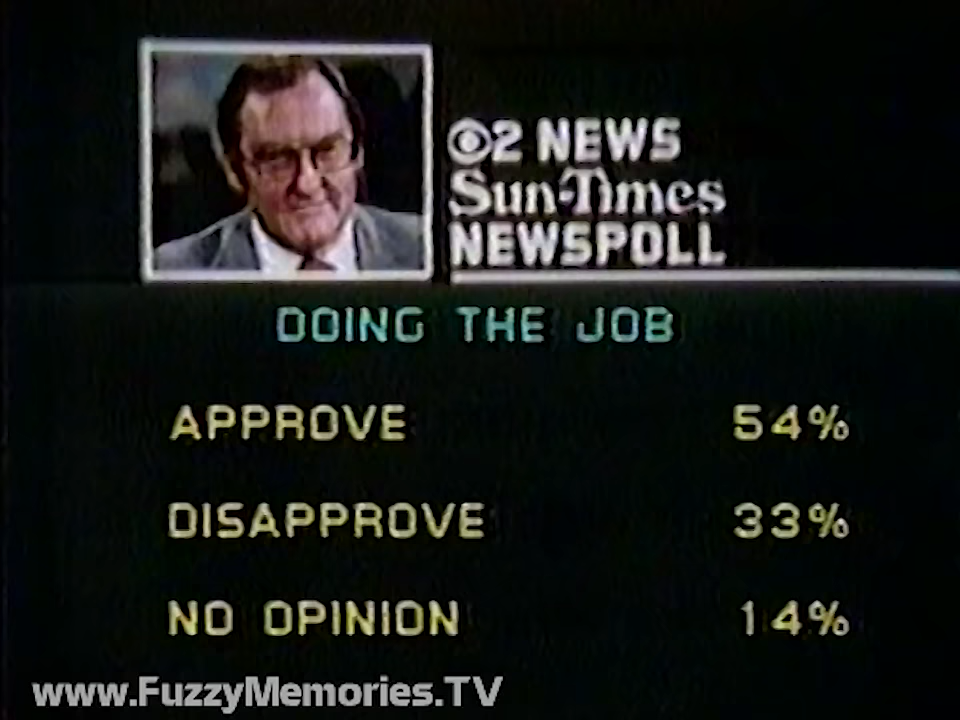 2 NEWS
Sun-Times
NEWSPOLL
DOING THE JOB
APPROVE 54%
DISAPPROVE 33%
NO OPINION 14%
www.FuzzyMemories.TV